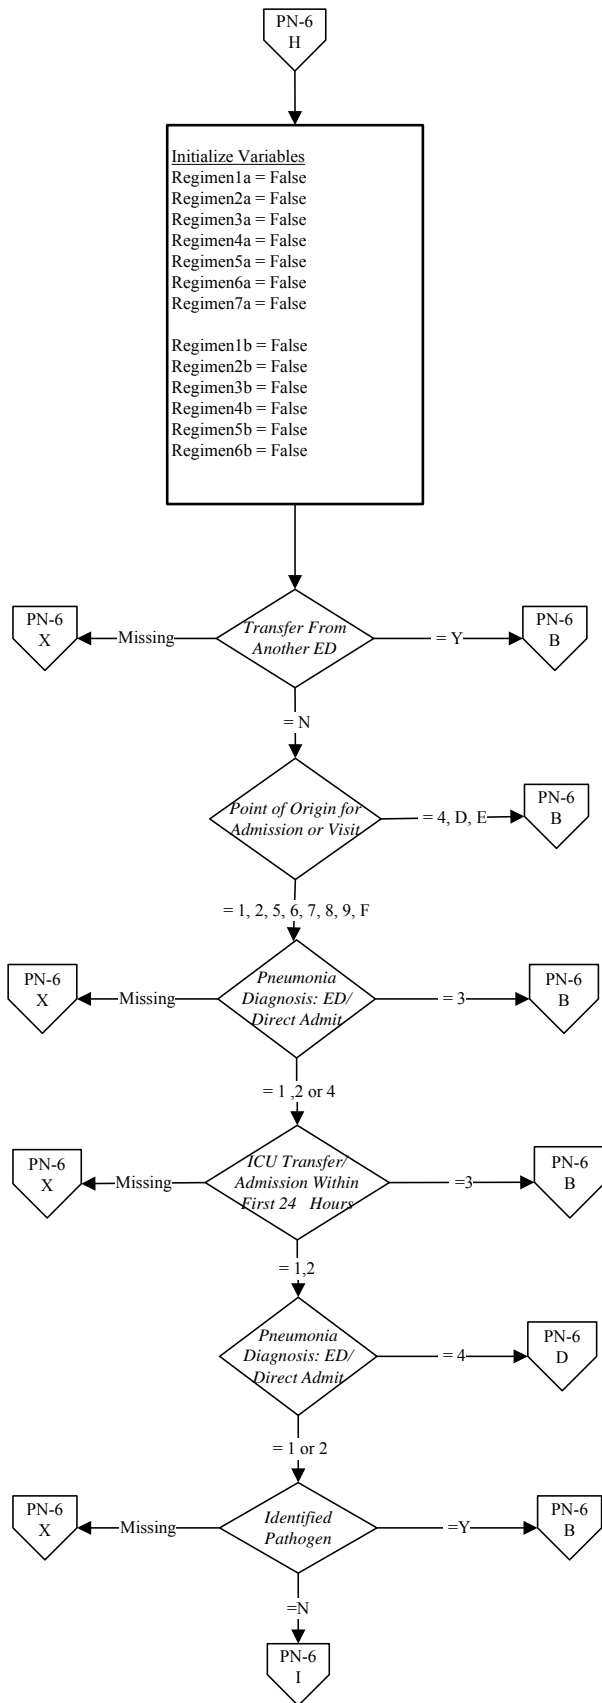 PN-6
H
Initialize Variables
Regimen1a = False
Regimen2a = False
Regimen3a = False
Regimen4a = False
Regimen5a = False
Regimen6a = False
Regimen7a = False
Regimen1b = False
Regimen2b = False
Regimen3b = False
Regimen4b = False
Regimen5b = False
Regimen6b = False
PN-6
X
Missing
Transfer From
Another ED
= Y
PN-6
B
= N
Point of Origin for
Admission or Visit
= 4, D, E
PN-6
B
= 1, 2, 5, 6, 7, 8, 9, F
PN-6
X
Missing
Pneumonia
Diagnosis: ED/
Direct Admit
= 3
PN-6
B
= 1 ,2 or 4
PN-6
X
Missing
ICU Transfer/
Admission Within
First 24 Hours
=3
PN-6
B
= 1,2
Pneumonia
Diagnosis: ED/
Direct Admit
= 4
PN-6
D
= 1 or 2
PN-6
X
Missing
Identified
Pathogen
=Y
PN-6
B
=N
PN-6
I